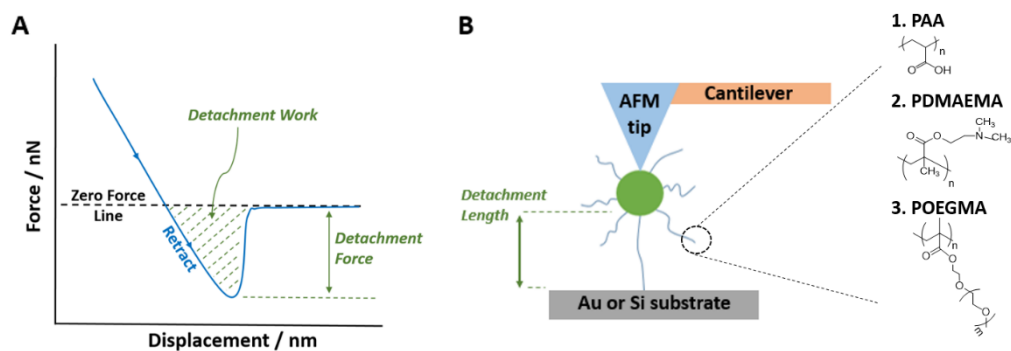 A
Detachment Work
Force / nN
Zero Force
Line
Retract
Detachment
Force
Displacement / nm
B
AFM
tip
Cantilever
Detachment
Length
Au or Si substrate
1. PAA
n
O
OH
2. PDMAEMA
O
O
N
CH3
CH3
CH3
n
3. POEGMA
n
O
O
O
O
m